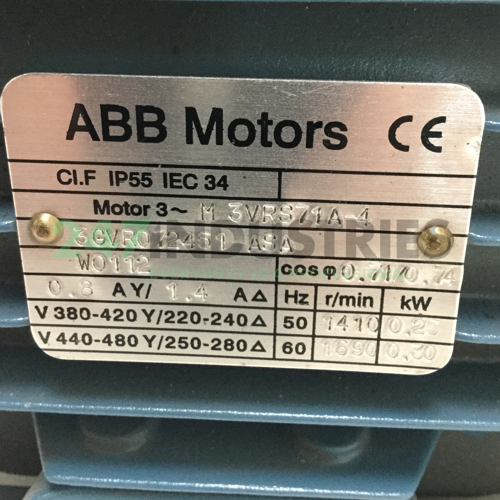 ABB Motors CE
Cl.F IP55 IEC 34
Motor 3~ M 3VRS71A-4
3GVR072451-ASA
W0112 cos φ 0.71/0.74
0.8 A Y/ 1.4 A Δ Hz r/min kW
V 380-420 Y/220-240 Δ 50 1410 0.25
V 440-480 Y/250-280 Δ 60 1690 0.30
INDUSTRIES